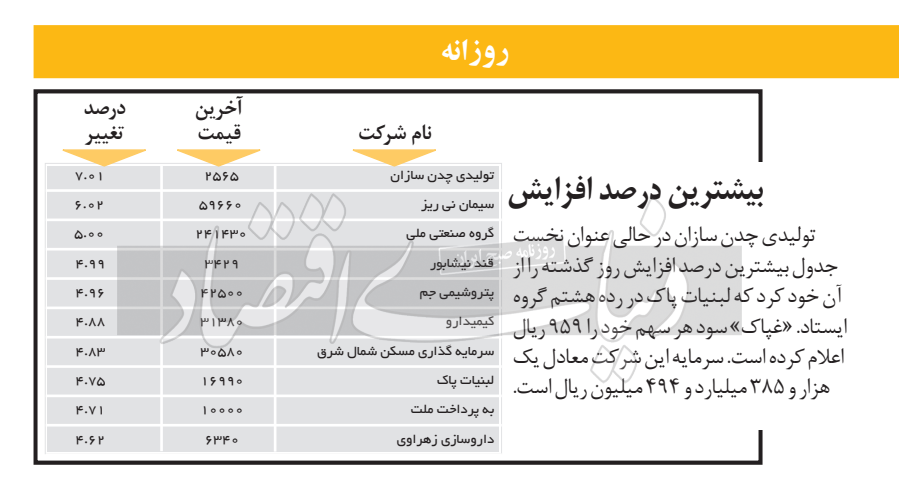 روزانه
نام شرکت آخرین قیمت درصد تغییر
تولیدی چدن سازان ۲۵۶۵ ۷.۰۱
سیمان نی ریز ۵۹۶۶۰ ۶.۰۲
گروه صنعتی ملی ۲۴۱۴۳۰ ۵.۰۰
قند نیشابور ۳۴۲۹ ۴.۹۹
پتروشیمی جم ۴۲۵۰۰ ۴.۹۶
کیمیدارو ۳۱۳۸۰ ۴.۸۸
سرمایه گذاری مسکن شمال شرق ۳۰۵۸۰ ۴.۸۳
لبنیات پاک ۱۶۹۹۰ ۴.۷۵
به پرداخت ملت ۱۰۰۰۰ ۴.۷۱
داروسازی زهراوی ۶۳۴۰ ۴.۶۲
بیشترین درصد افزایش
تولیدی چدن سازان در حالی عنوان نخست
جدول بیشترین درصد افزایش روز گذشته را از
آن خود کرد که لبنیات پاک در رده هشتم گروه
ایستاد. «غپاک» سود هر سهم خود را ۹۵۹ ریال
اعلام کرده است. سرمایه این شرکت معادل یک
هزار و ۳۸۵ میلیارد و ۴۹۴ میلیون ریال است.
روزنامه صبح ایران
دنیای اقتصاد